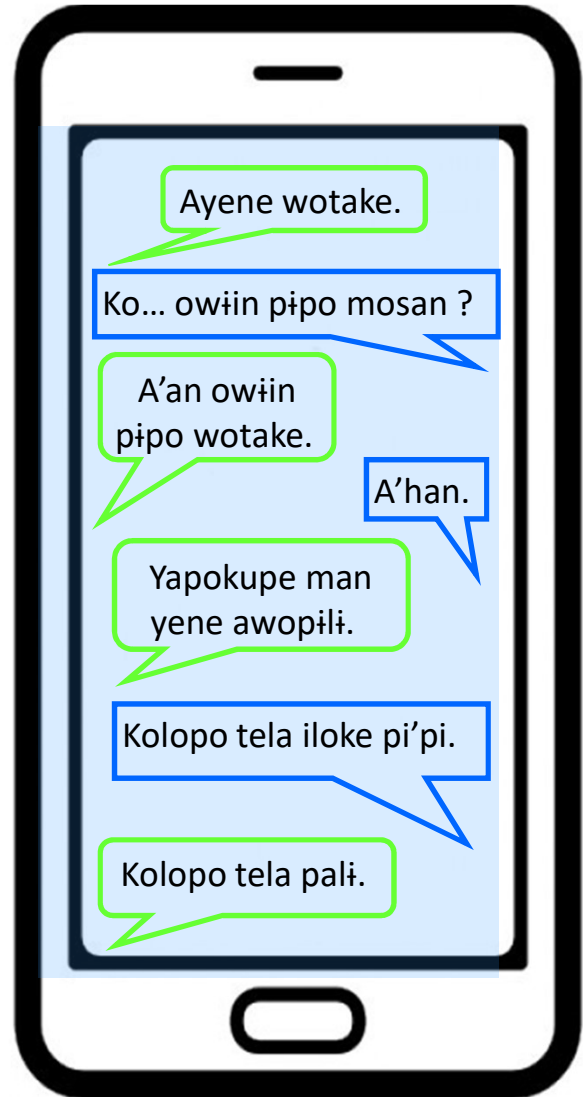 Ayene wotake.
Ko... owɨin pɨpo mosan ?
A’an owɨin
pɨpo wotake.
A’han.
Yapokupe man
yene awopɨlɨ.
Kolopo tela iloke pi’pi.
Kolopo tela palɨ.